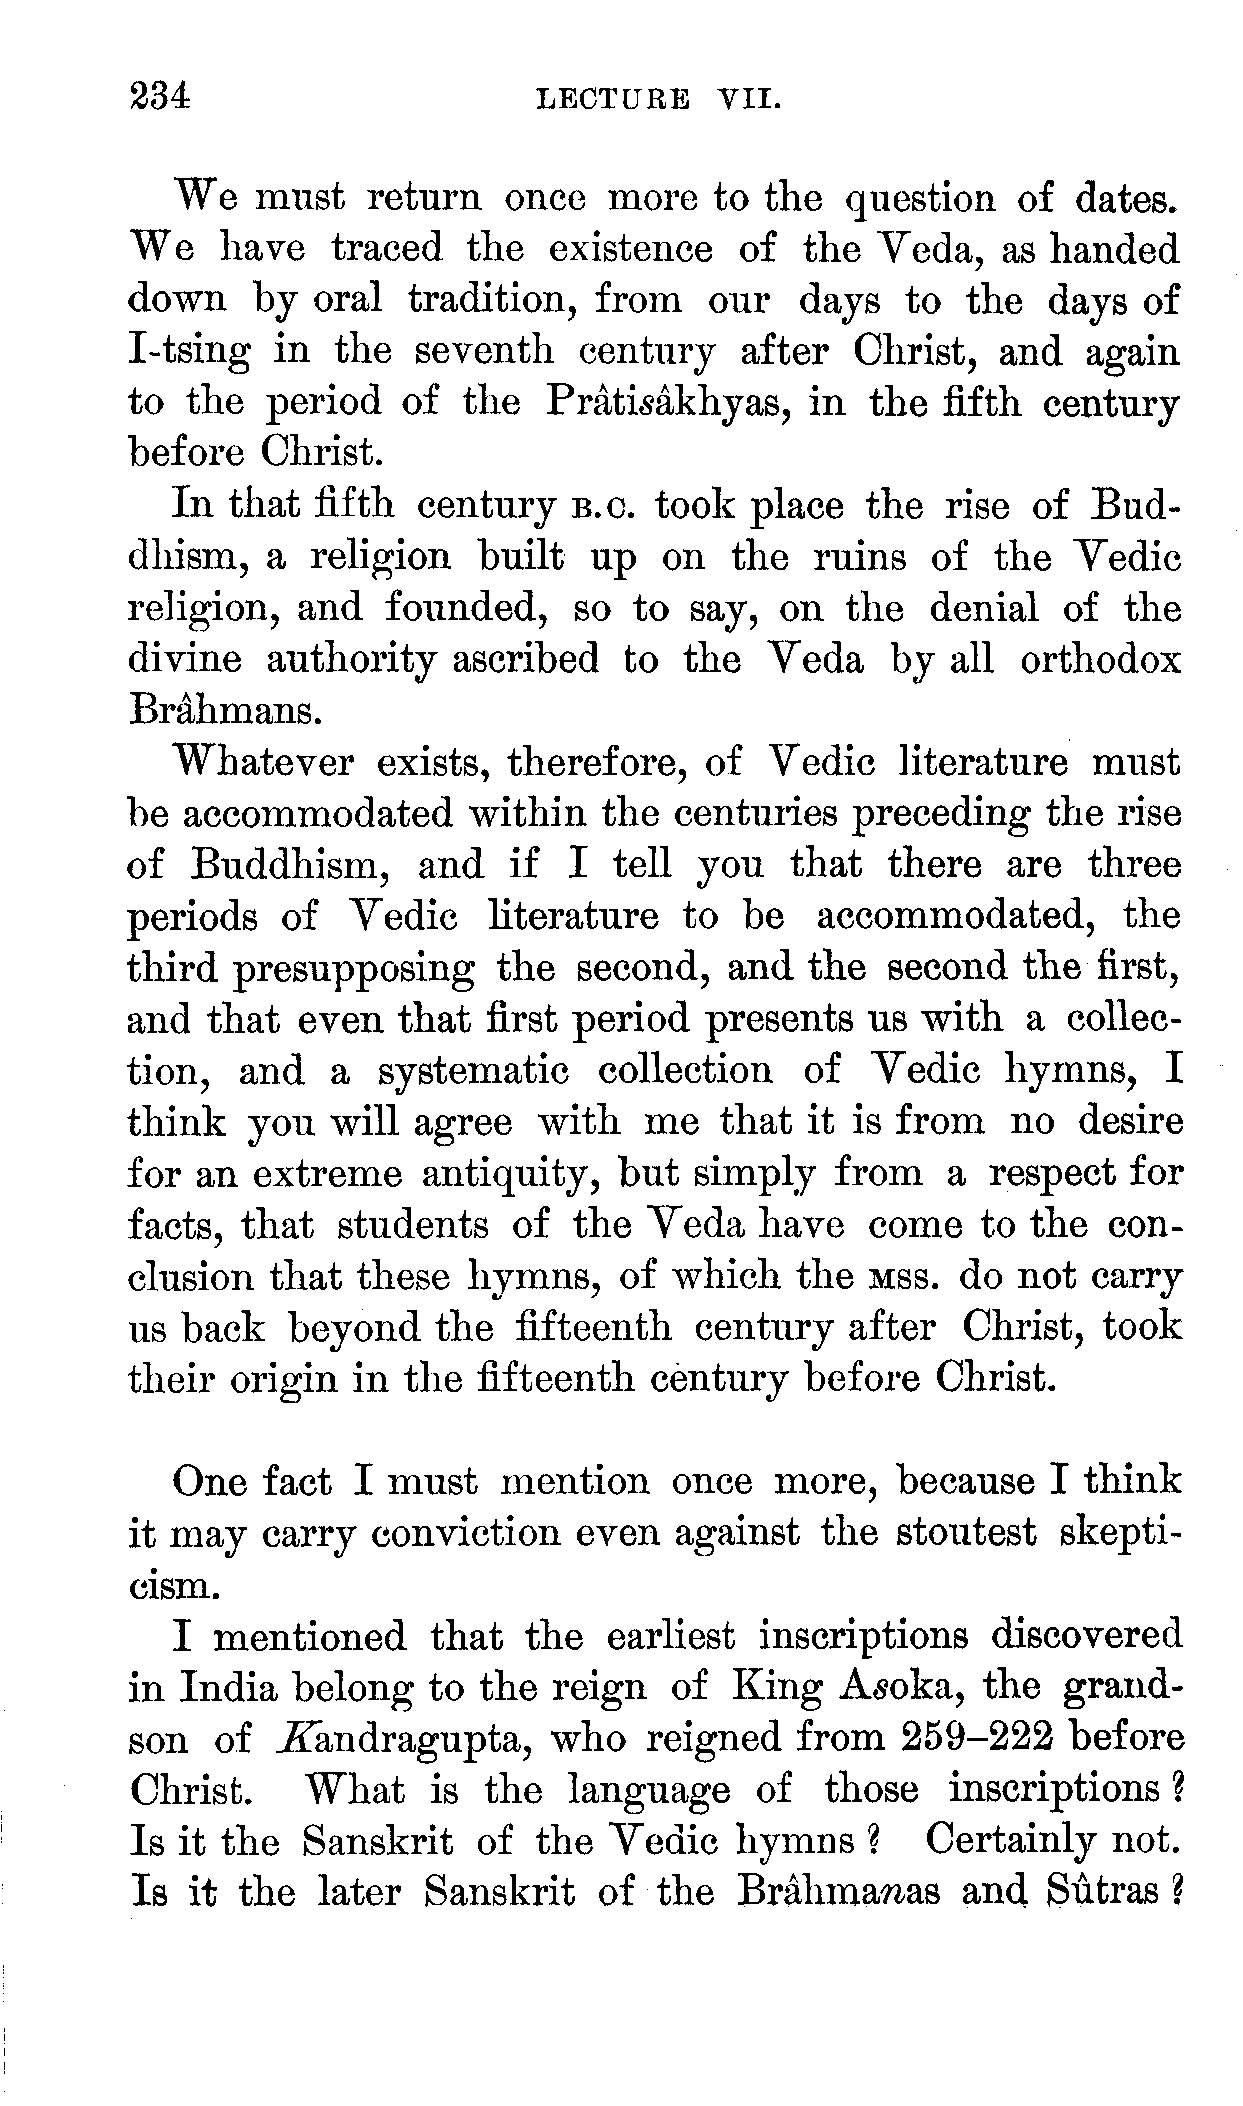 234 LECTURE VII.
We must return once more to the question of dates.
We have traced the existence of the Veda, as handed
down by oral tradition, from our days to the days of
I-tsing in the seventh century after Christ, and again
to the period of the Prâtisâkhyas, in the fifth century
before Christ.
In that fifth century B.C. took place the rise of Bud-
dhism, a religion built up on the ruins of the Vedic
religion, and founded, so to say, on the denial of the
divine authority ascribed to the Veda by all orthodox
Brâhmans.
Whatever exists, therefore, of Vedic literature must
be accommodated within the centuries preceding the rise
of Buddhism, and if I tell you that there are three
periods of Vedic literature to be accommodated, the
third presupposing the second, and the second the first,
and that even that first period presents us with a collec-
tion, and a systematic collection of Vedic hymns, I
think you will agree with me that it is from no desire
for an extreme antiquity, but simply from a respect for
facts, that students of the Veda have come to the con-
clusion that these hymns, of which the MSS. do not carry
us back beyond the fifteenth century after Christ, took
their origin in the fifteenth century before Christ.
One fact I must mention once more, because I think
it may carry conviction even against the stoutest skepti-
cism.
I mentioned that the earliest inscriptions discovered
in India belong to the reign of King Asoka, the grand-
son of Kandragupta, who reigned from 259–222 before
Christ. What is the language of those inscriptions ?
Is it the Sanskrit of the Vedic hymns ? Certainly not.
Is it the later Sanskrit of the Brâhmanas and Sûtras ?